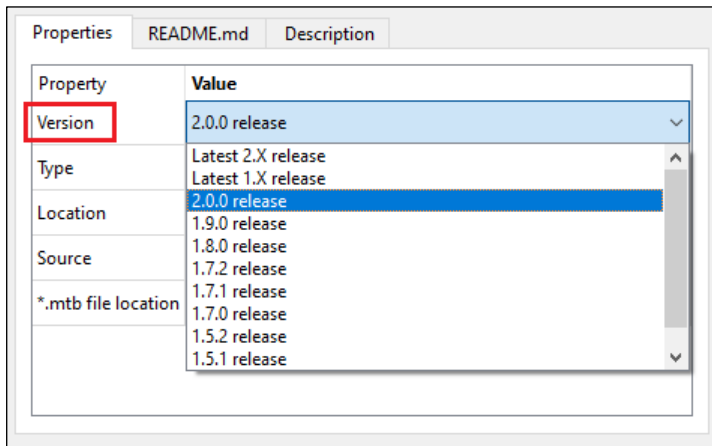 Properties README.md Description
Property Value
Version 2.0.0 release
Latest 2.X release
Type
Latest 1.X release
2.0.0 release
Location
1.9.0 release
1.8.0 release
Source
1.7.2 release
*.mtb file location
1.7.1 release
1.7.0 release
1.5.2 release
1.5.1 release